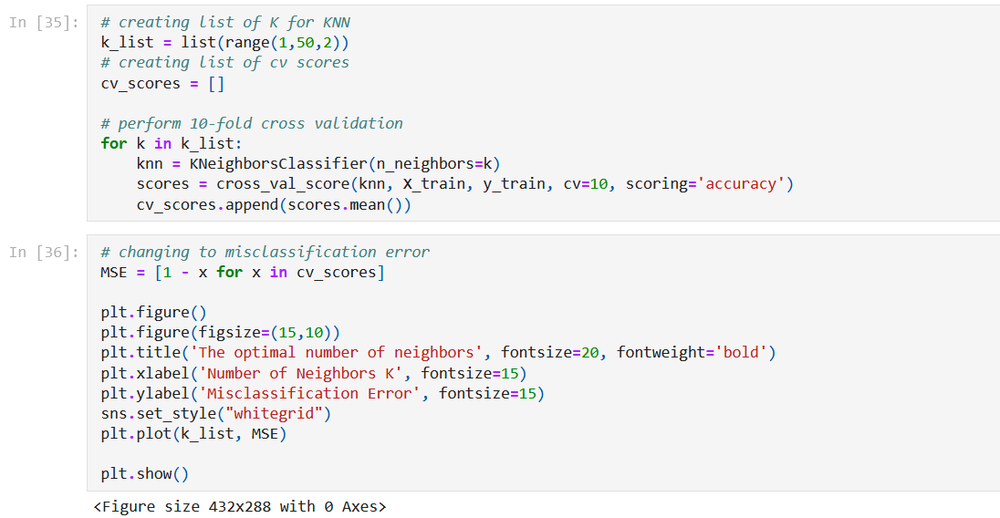 In [35]:
# creating list of K for KNN
k_list = list(range(1,50,2))
# creating list of cv scores
cv_scores = []
# perform 10-fold cross validation
for k in k_list:
    knn = KNeighborsClassifier(n_neighbors=k)
    scores = cross_val_score(knn, X_train, y_train, cv=10, scoring='accuracy')
    cv_scores.append(scores.mean())
In [36]:
# changing to misclassification error
MSE = [1 - x for x in cv_scores]
plt.figure()
plt.figure(figsize=(15,10))
plt.title('The optimal number of neighbors', fontsize=20, fontweight='bold')
plt.xlabel('Number of Neighbors K', fontsize=15)
plt.ylabel('Misclassification Error', fontsize=15)
sns.set_style("whitegrid")
plt.plot(k_list, MSE)
plt.show()
<Figure size 432x288 with 0 Axes>